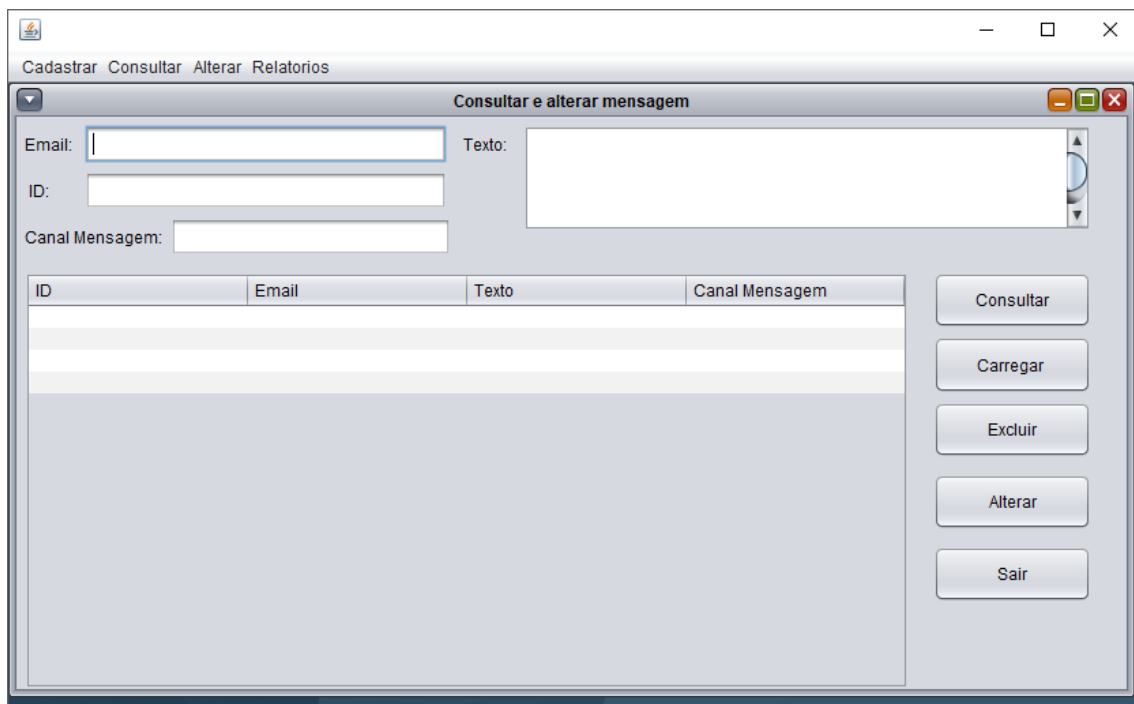 Cadastrar Consultar Alterar Relatorios
Consultar e alterar mensagem
Email:
Texto:
ID:
Canal Mensagem:
ID Email Texto Canal Mensagem
Consultar
Carregar
Excluir
Alterar
Sair